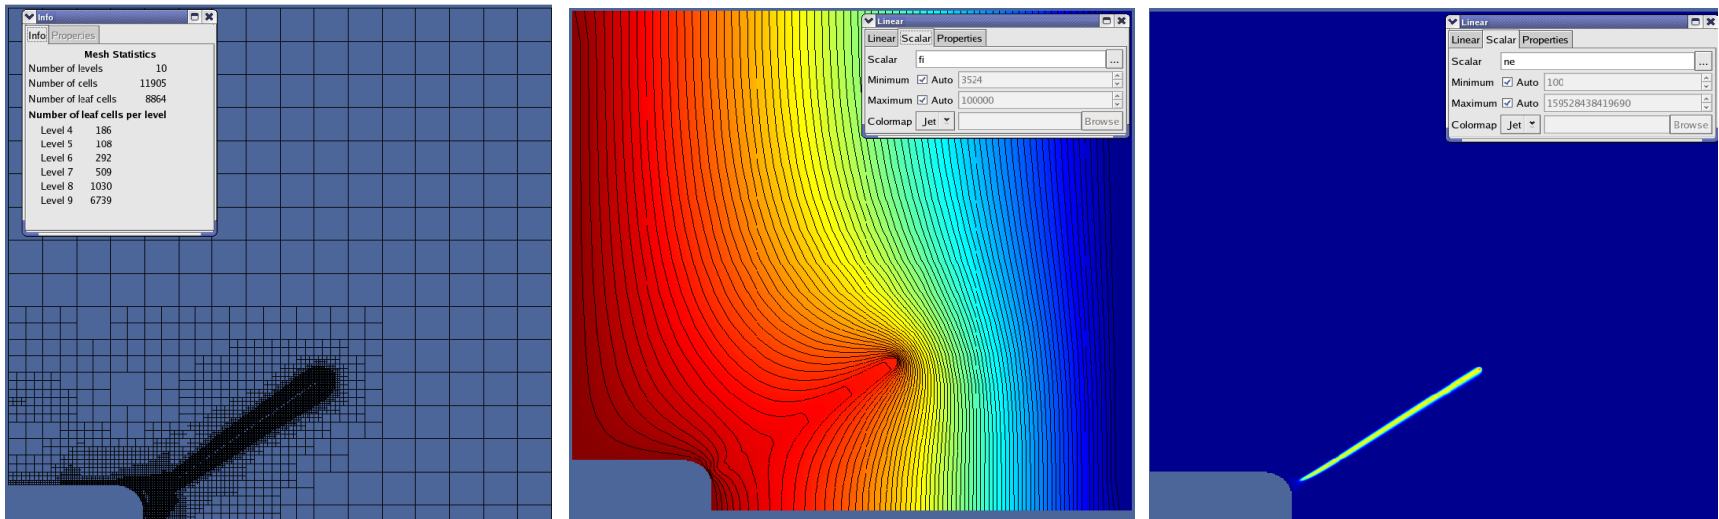 Info
Info Properties
Mesh Statistics
Number of levels 10
Number of cells 11905
Number of leaf cells 8864
Number of leaf cells per level
Level 4 186
Level 5 108
Level 6 292
Level 7 509
Level 8 1030
Level 9 6739
Linear
Linear Scalar Properties
Scalar fi ...
Minimum Auto 3524
Maximum Auto 100000
Colormap Jet Browse
Linear
Linear Scalar Properties
Scalar ne ...
Minimum Auto 100
Maximum Auto 159528438419690
Colormap Jet Browse